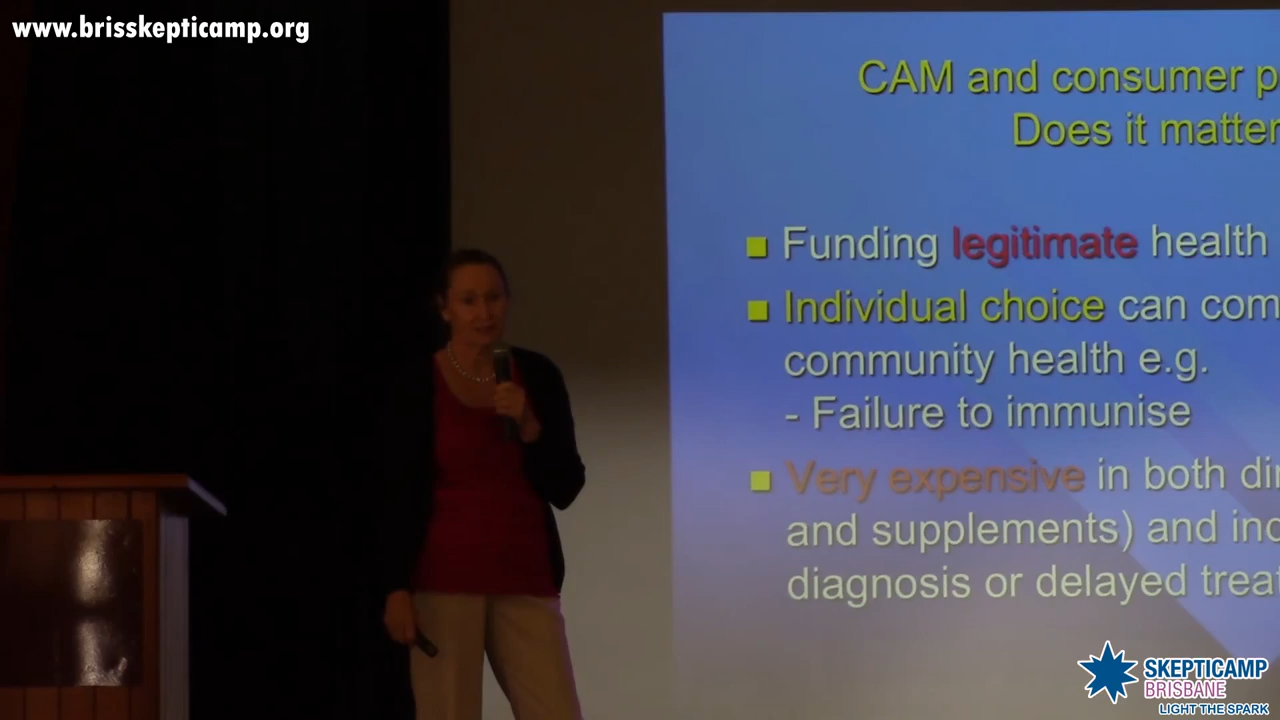 www.brisskepticamp.org
CAM and consumer p
Does it matter
■ Funding legitimate health
■ Individual choice can com
community health e.g.
- Failure to immunise
■ Very expensive in both di
and supplements) and in
diagnosis or delayed trea
SKEPTICAMP
BRISBANE
LIGHT THE SPARK